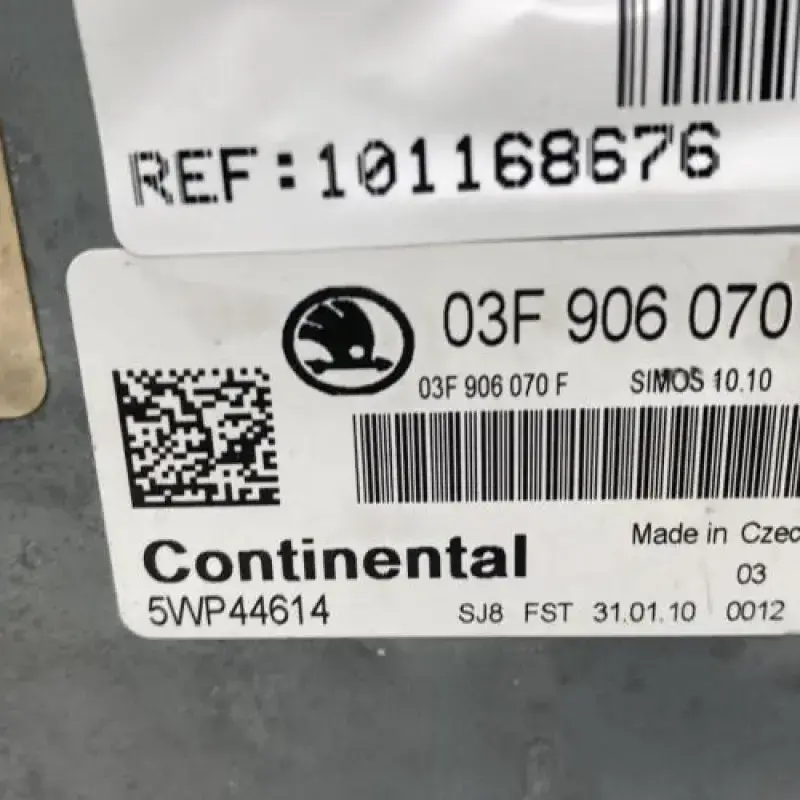 REF:101168676
03F 906 070
03F 906 070 F SIMOS 10.10
Continental
Made in Czec
03
5WP44614
SJ8 FST 31.01.10 0012